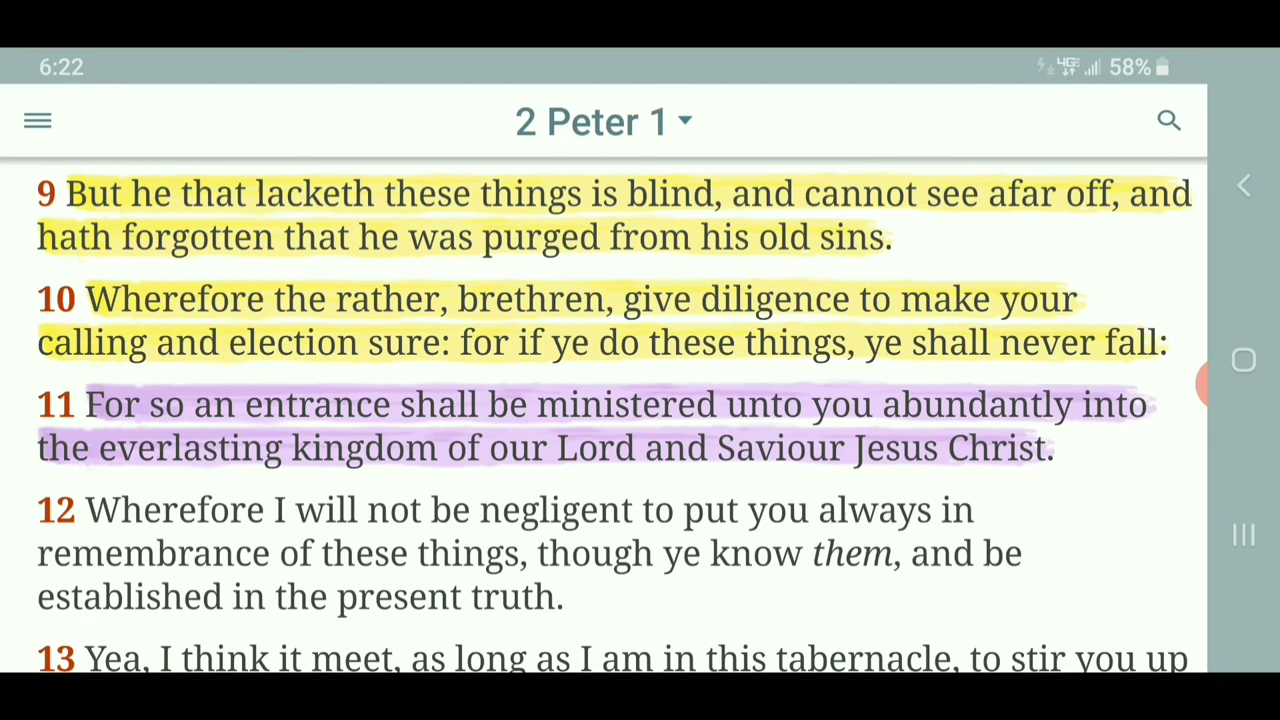 6:22
4GE 58%
2 Peter 1
9 But he that lacketh these things is blind, and cannot see afar off, and
hath forgotten that he was purged from his old sins.
10 Wherefore the rather, brethren, give diligence to make your
calling and election sure: for if ye do these things, ye shall never fall:
11 For so an entrance shall be ministered unto you abundantly into
the everlasting kingdom of our Lord and Saviour Jesus Christ.
12 Wherefore I will not be negligent to put you always in
remembrance of these things, though ye know them, and be
established in the present truth.
13 Yea, I think it meet, as long as I am in this tabernacle, to stir you up